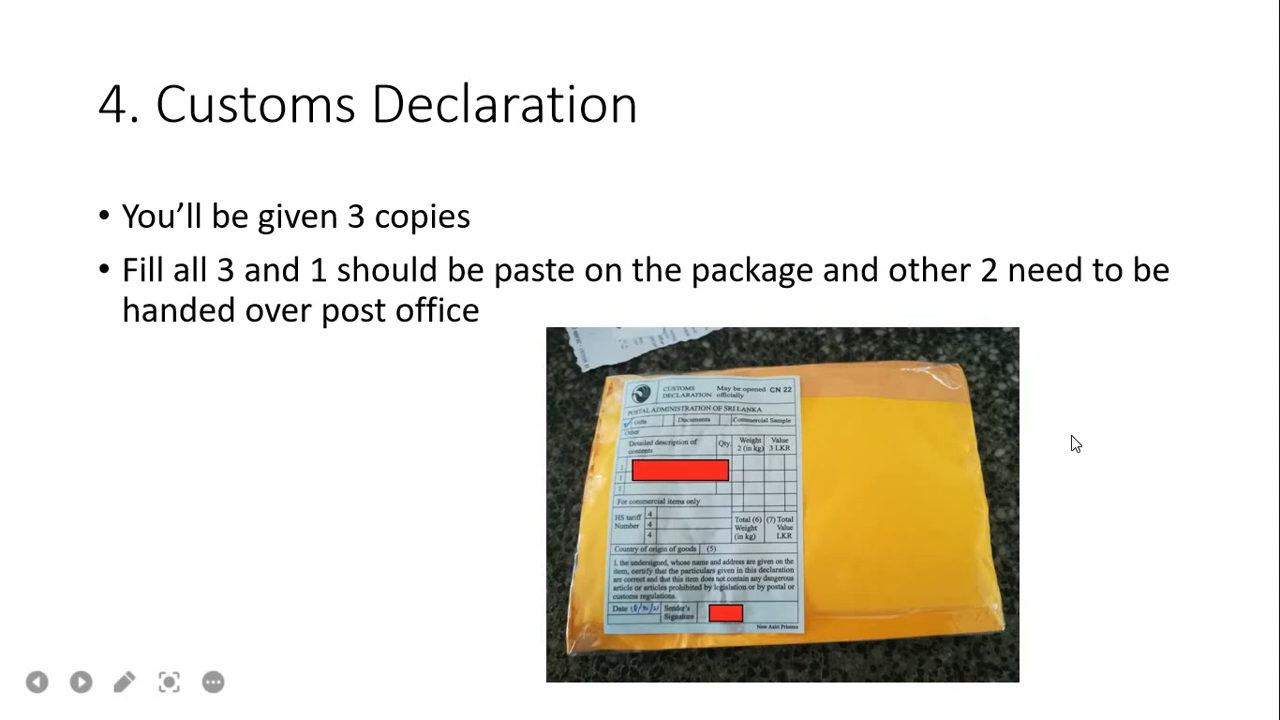 4. Customs Declaration
• You’ll be given 3 copies
• Fill all 3 and 1 should be paste on the package and other 2 need to be
handed over post office
CUSTOMS DECLARATION
May be opened officially
CN 22
POSTAL ADMINISTRATION OF SRI LANKA
Gifts Documents Commercial Sample
Other
Detailed description of contents
Qty.
Weight 2 (in kg)
Value 3 LKR
1
For commercial items only
HS tariff Number
4
4
4
Total (6) Weight (in kg)
(7) Total Value LKR
Country of origin of goods (5)
I, the undersigned, whose name and address are given on the
item, certify that the particulars given in this declaration
are correct and that this item does not contain any dangerous
article or articles prohibited by legislation or by postal or
customs regulations.
Date
Sender's Signature